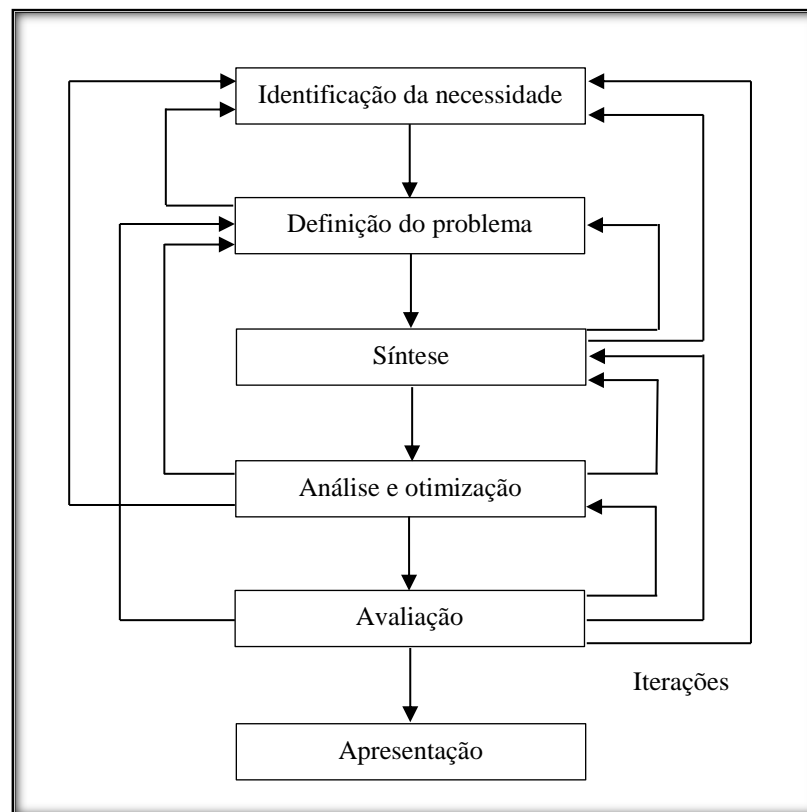 Identificação da necessidade
Definição do problema
Síntese
Análise e otimização
Avaliação
Iterações
Apresentação